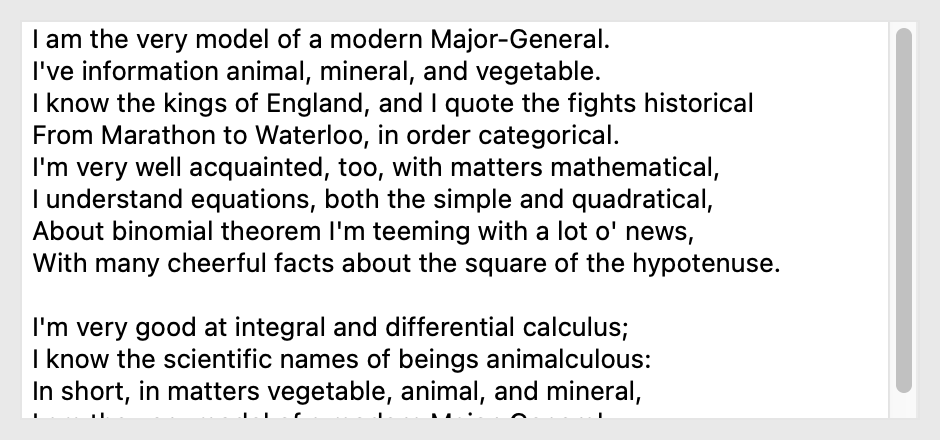 I am the very model of a modern Major-General.
I've information animal, mineral, and vegetable.
I know the kings of England, and I quote the fights historical
From Marathon to Waterloo, in order categorical.
I'm very well acquainted, too, with matters mathematical,
I understand equations, both the simple and quadratical,
About binomial theorem I'm teeming with a lot o' news,
With many cheerful facts about the square of the hypotenuse.

I'm very good at integral and differential calculus;
I know the scientific names of beings animalculous:
In short, in matters vegetable, animal, and mineral,